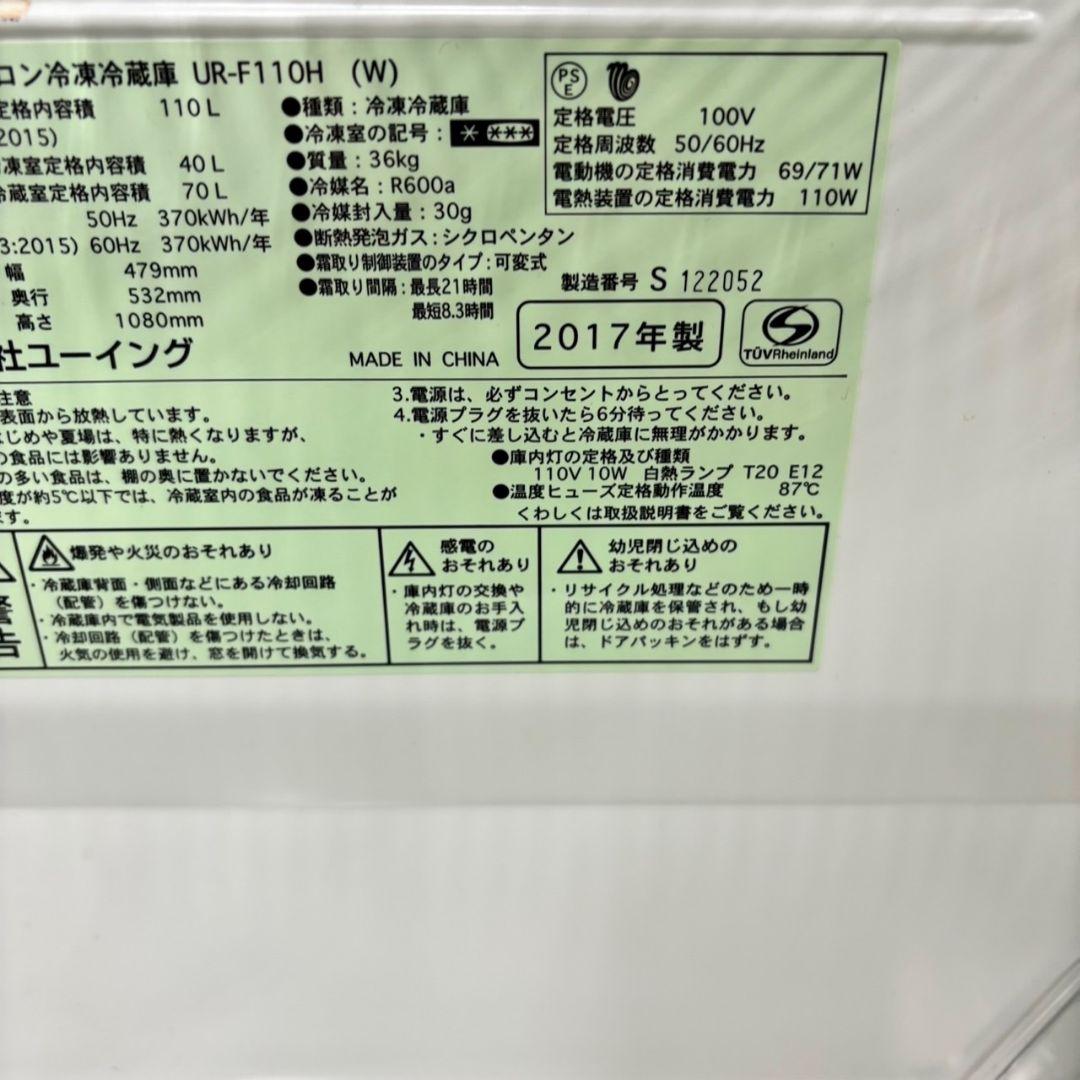 ロン冷凍冷蔵庫 UR-F110H (W)
定格内容積 110L
2015)
凍室定格内容積 40L
冷蔵室定格内容積 70L
50Hz 370kWh/年
3:2015) 60Hz 370kWh/年
幅 479mm
奥行 532mm
高さ 1080mm
社ユーイング
●種類:冷凍冷蔵庫
●冷凍室の記号:
●質量:36kg
●冷媒名:R600a
●冷媒封入量:30g
●断熱発泡ガス:シクロペンタン
●霜取り制御装置のタイプ:可変式
●霜取り間隔:最長21時間
最短8.3時間
MADE IN CHINA
PSE
定格電圧 100V
定格周波数 50/60Hz
電動機の定格消費電力 69/71W
電熱装置の定格消費電力 110W
製造番号 S 122052
2017年製
TÜVRheinland
注意
表面から放熱しています。
はじめや夏場は、特に熱くなりますが、
の食品には影響ありません。
の多い食品は、棚の奥に置かないでください。
度が約5℃以下では、冷蔵室内の食品が凍ることが
ます。
3.電源は、必ずコンセントからとってください。
4.電源プラグを抜いたら6分待ってください。
・すぐに差し込むと冷蔵庫に無理がかかります。
●庫内灯の定格及び種類
110V 10W 白熱ランプ T20 E12
●温度ヒューズ定格動作温度 87℃
くわしくは取扱説明書をご覧ください。
警告
爆発や火災のおそれあり
・冷蔵庫背面・側面などにある冷却回路
(配管)を傷つけない。
・冷蔵庫内で電気製品を使用しない。
・冷却回路(配管)を傷つけたときは、
火気の使用を避け、窓を開けて換気する。
感電の
おそれあり
・庫内灯の交換や
冷蔵庫のお手入
れ時は、電源プ
ラグを抜く。
幼児閉じ込めの
おそれあり
・リサイクル処理などのため一時
的に冷蔵庫を保管され、もし幼
児閉じ込めのおそれがある場合
は、ドアパッキンをはずす。